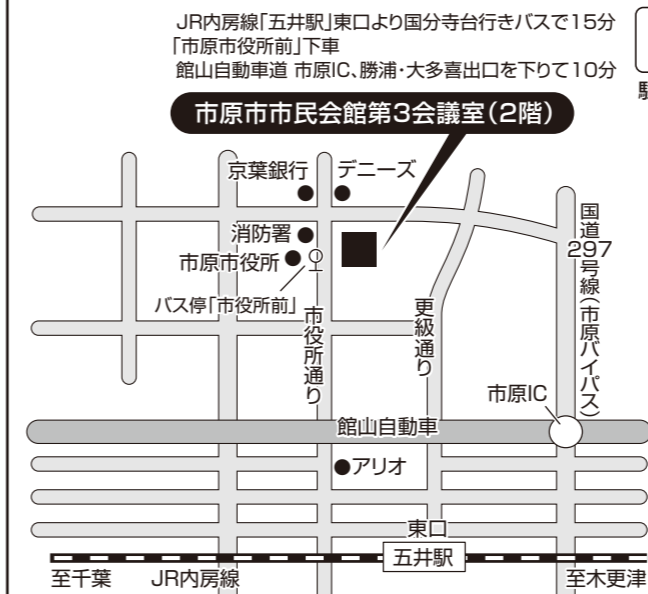 JR内房線「五井駅」東口より国分寺台行きバスで15分
「市原市役所前」下車
館山自動車道 市原IC、勝浦・大多喜出口を下りて10分
市原市市民会館第3会議室(2階)
京葉銀行
デニーズ
消防署
市原市役所
バス停「市役所前」
市役所通り
更級通り
国道297号線(市原バイパス)
市原IC
館山自動車
アリオ
東口
五井駅
至千葉
JR内房線
至木更津